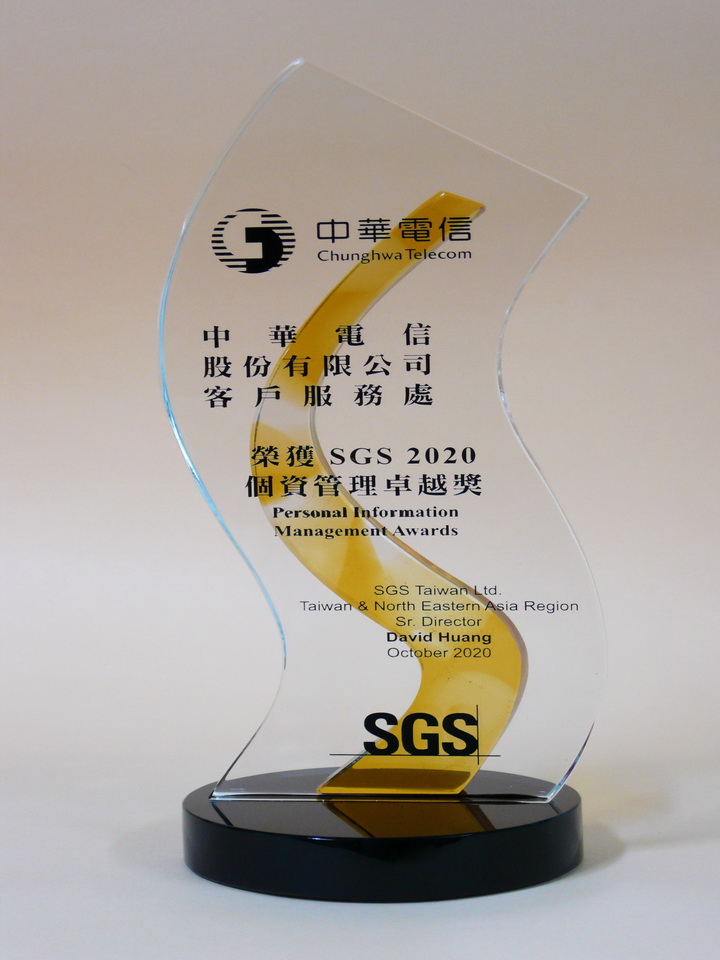 中華電信
Chunghwa Telecom
中華電信
股份有限公司
客戶服務處
榮獲 SGS 2020
個資管理卓越獎
Personal Information
Management Awards
SGS Taiwan Ltd.
Taiwan & North Eastern Asia Region
Sr. Director
David Huang
October 2020
SGS